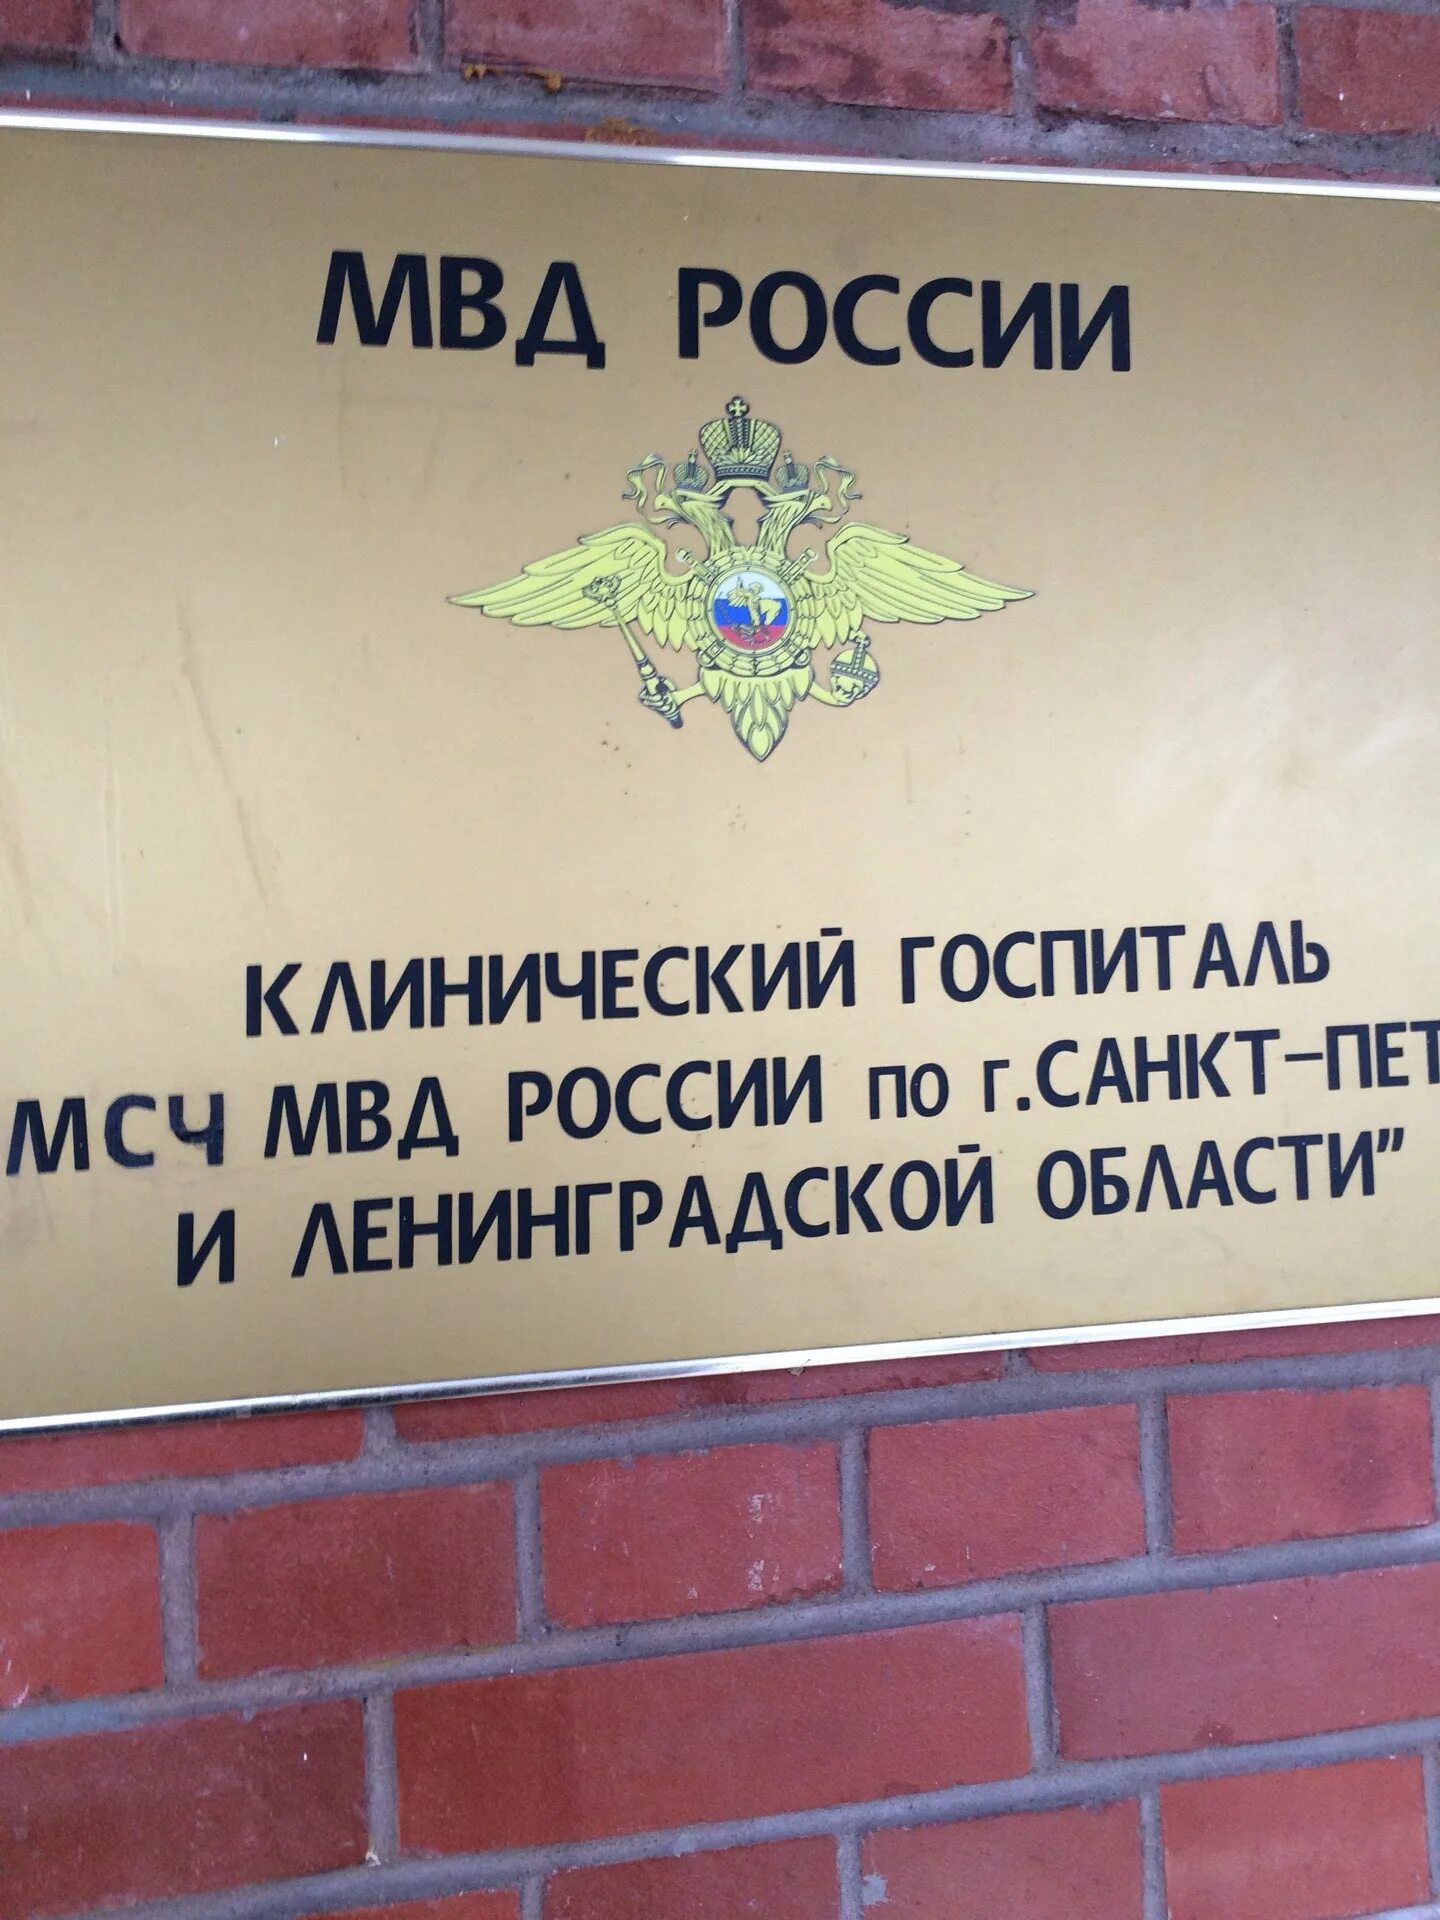 МВД РОССИИ
КЛИНИЧЕСКИЙ ГОСПИТАЛЬ
МСЧ МВД РОССИИ по г.САНКТ-ПЕТ
И ЛЕНИНГРАДСКОЙ ОБЛАСТИ"